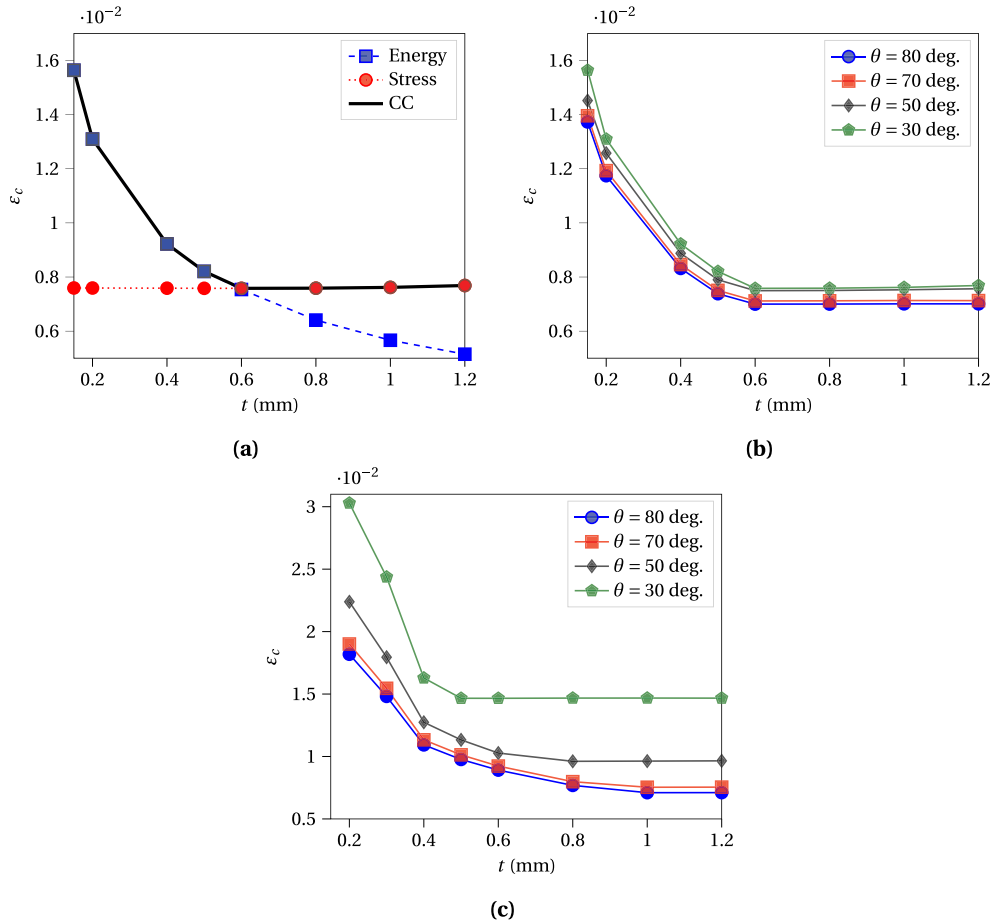 ·10⁻²
1.6
1.4
1.2
1
0.8
0.6
εc
0.2 0.4 0.6 0.8 1 1.2
t (mm)
Energy
Stress
CC
(a)
·10⁻²
1.6
1.4
1.2
1
0.8
0.6
εc
0.2 0.4 0.6 0.8 1 1.2
t (mm)
θ = 80 deg.
θ = 70 deg.
θ = 50 deg.
θ = 30 deg.
(b)
·10⁻²
3
2.5
2
1.5
1
0.5
εc
0.2 0.4 0.6 0.8 1 1.2
t (mm)
θ = 80 deg.
θ = 70 deg.
θ = 50 deg.
θ = 30 deg.
(c)